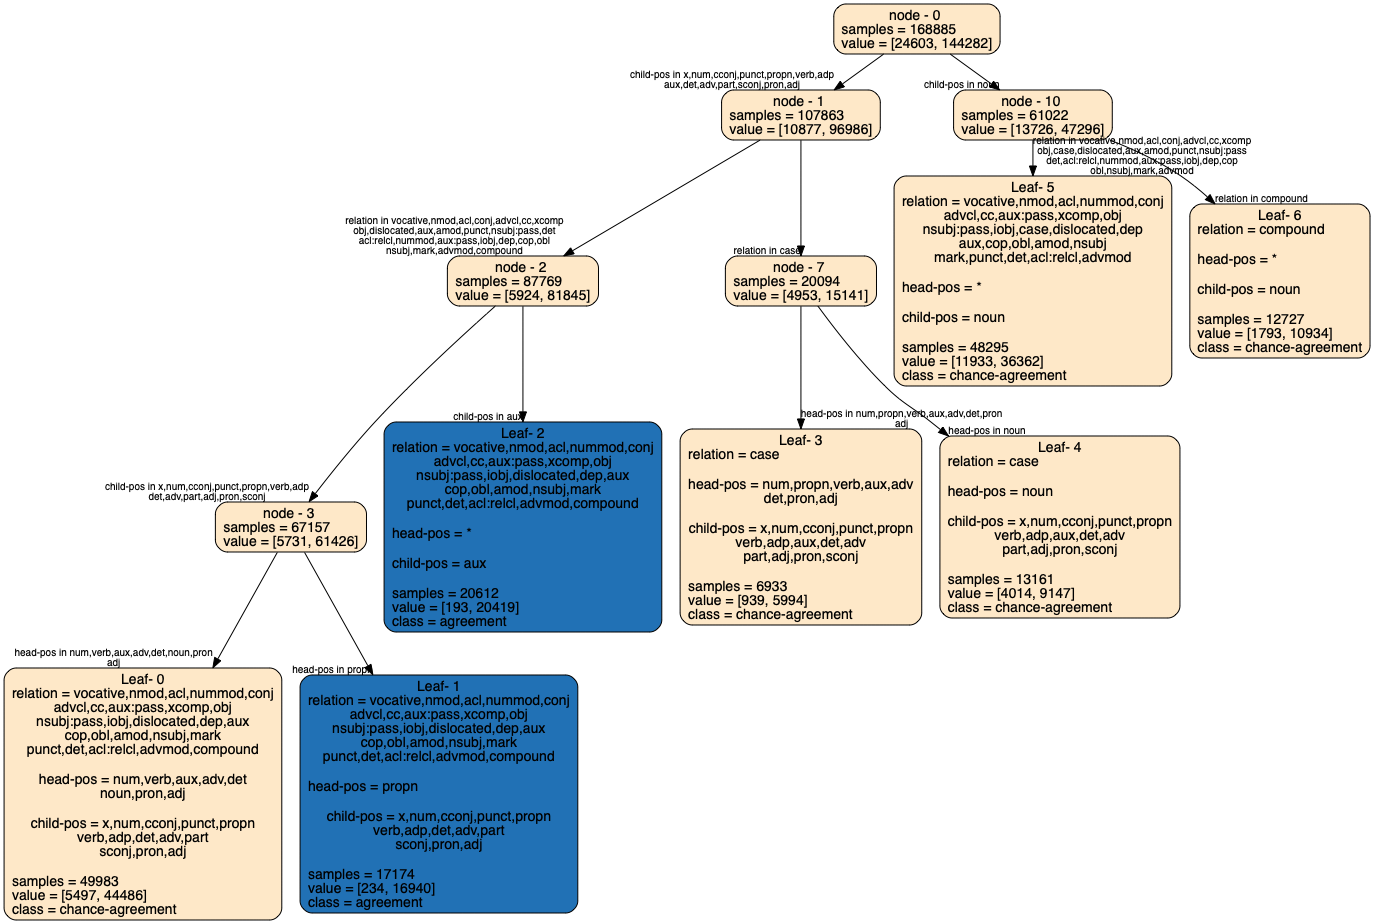 node - 0
samples = 168885
value = [24603, 144282]
child-pos in x,num,cconj,punct,propn,verb,adp
aux,det,adv,part,sconj,pron,adj
child-pos in noun
node - 1
samples = 107863
value = [10877, 96986]
node - 10
samples = 61022
value = [13726, 47296]
relation in vocative,nmod,acl,conj,advcl,cc,xcomp
obj,case,dislocated,aux,amod,punct,nsubj:pass
det,acl:relcl,nummod,aux:pass,iobj,dep,cop
obl,nsubj,mark,advmod
relation in compound
relation in vocative,nmod,acl,conj,advcl,cc,xcomp
obj,dislocated,aux,amod,punct,nsubj:pass,det
acl:relcl,nummod,aux:pass,iobj,dep,cop,obl
nsubj,mark,advmod,compound
relation in case
Leaf- 5
relation = vocative,nmod,acl,nummod,conj
advcl,cc,aux:pass,xcomp,obj
nsubj:pass,iobj,case,dislocated,dep
aux,cop,obl,amod,nsubj
mark,punct,det,acl:relcl,advmod
head-pos = *
child-pos = noun
samples = 48295
value = [11933, 36362]
class = chance-agreement
Leaf- 6
relation = compound
head-pos = *
child-pos = noun
samples = 12727
value = [1793, 10934]
class = chance-agreement
node - 2
samples = 87769
value = [5924, 81845]
node - 7
samples = 20094
value = [4953, 15141]
child-pos in x,num,cconj,punct,propn,verb,adp
det,adv,part,adj,pron,sconj
child-pos in aux
head-pos in num,propn,verb,aux,adv,det,pron
adj
head-pos in noun
node - 3
samples = 67157
value = [5731, 61426]
Leaf- 2
relation = vocative,nmod,acl,nummod,conj
advcl,cc,aux:pass,xcomp,obj
nsubj:pass,iobj,dislocated,dep,aux
cop,obl,amod,nsubj,mark
punct,det,acl:relcl,advmod,compound
head-pos = *
child-pos = aux
samples = 20612
value = [193, 20419]
class = agreement
Leaf- 3
relation = case
head-pos = num,propn,verb,aux,adv
det,pron,adj
child-pos = x,num,cconj,punct,propn
verb,adp,aux,det,adv
part,adj,pron,sconj
samples = 6933
value = [939, 5994]
class = chance-agreement
Leaf- 4
relation = case
head-pos = noun
child-pos = x,num,cconj,punct,propn
verb,adp,aux,det,adv
part,adj,pron,sconj
samples = 13161
value = [4014, 9147]
class = chance-agreement
head-pos in num,verb,aux,adv,det,noun,pron
adj
head-pos in propn
Leaf- 0
relation = vocative,nmod,acl,nummod,conj
advcl,cc,aux:pass,xcomp,obj
nsubj:pass,iobj,dislocated,dep,aux
cop,obl,amod,nsubj,mark
punct,det,acl:relcl,advmod,compound
head-pos = num,verb,aux,adv,det
noun,pron,adj
child-pos = x,num,cconj,punct,propn
verb,adp,det,adv,part
sconj,pron,adj
samples = 49983
value = [5497, 44486]
class = chance-agreement
Leaf- 1
relation = vocative,nmod,acl,nummod,conj
advcl,cc,aux:pass,xcomp,obj
nsubj:pass,iobj,dislocated,dep,aux
cop,obl,amod,nsubj,mark
punct,det,acl:relcl,advmod,compound
head-pos = propn
child-pos = x,num,cconj,punct,propn
verb,adp,det,adv,part
sconj,pron,adj
samples = 17174
value = [234, 16940]
class = agreement